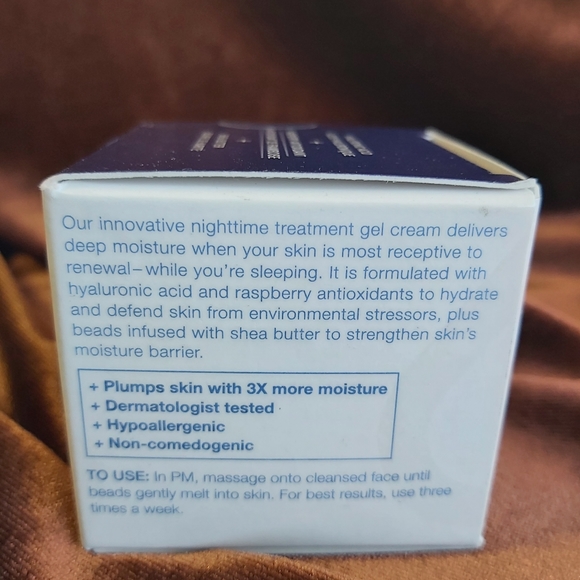 Our innovative nighttime treatment gel cream delivers
deep moisture when your skin is most receptive to
renewal–while you're sleeping. It is formulated with
hyaluronic acid and raspberry antioxidants to hydrate
and defend skin from environmental stressors, plus
beads infused with shea butter to strengthen skin's
moisture barrier.
+ Plumps skin with 3X more moisture
+ Dermatologist tested
+ Hypoallergenic
+ Non-comedogenic
TO USE: In PM, massage onto cleansed face until
beads gently melt into skin. For best results, use three
times a week.